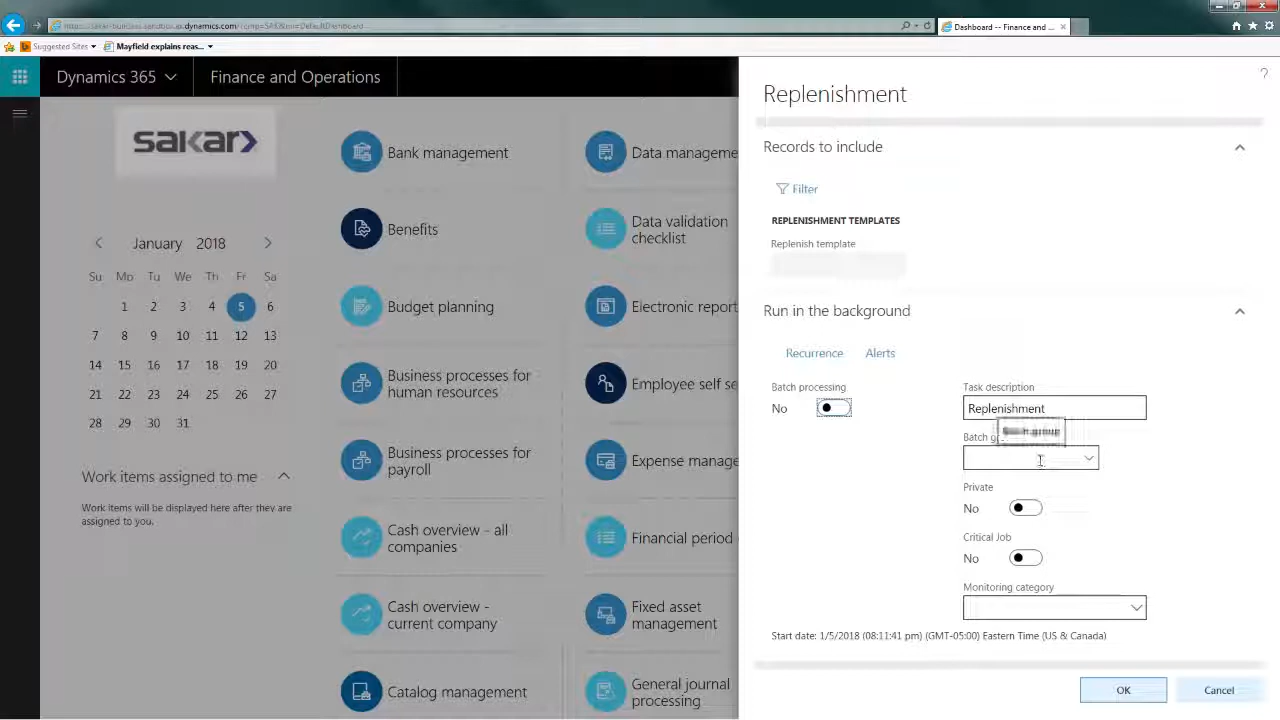 Dashboard -- Finance and ...
Suggested Sites
Mayfield explains reas...
Dynamics 365
Finance and Operations
sakar
January 2018
Su Mo Tu We Th Fr Sa
1 2 3 4 5 6
7 8 9 10 11 12 13
14 15 16 17 18 19 20
21 22 23 24 25 26 27
28 29 30 31
Work items assigned to me
Work items will be displayed here after they are
assigned to you.
Bank management
Benefits
Budget planning
Business processes for
human resources
Business processes for
payroll
Cash overview - all
companies
Cash overview -
current company
Catalog management
Data manageme
Data validation
checklist
Electronic report
Employee self se
Expense manage
Financial period
Fixed asset
management
General journal
processing
?
Replenishment
Records to include
Filter
REPLENISHMENT TEMPLATES
Replenish template
Run in the background
Recurrence Alerts
Batch processing
No
Task description
Replenishment
Batch group
Private
No
Critical Job
No
Monitoring category
Start date: 1/5/2018 (08:11:41 pm) (GMT-05:00) Eastern Time (US & Canada)
OK
Cancel